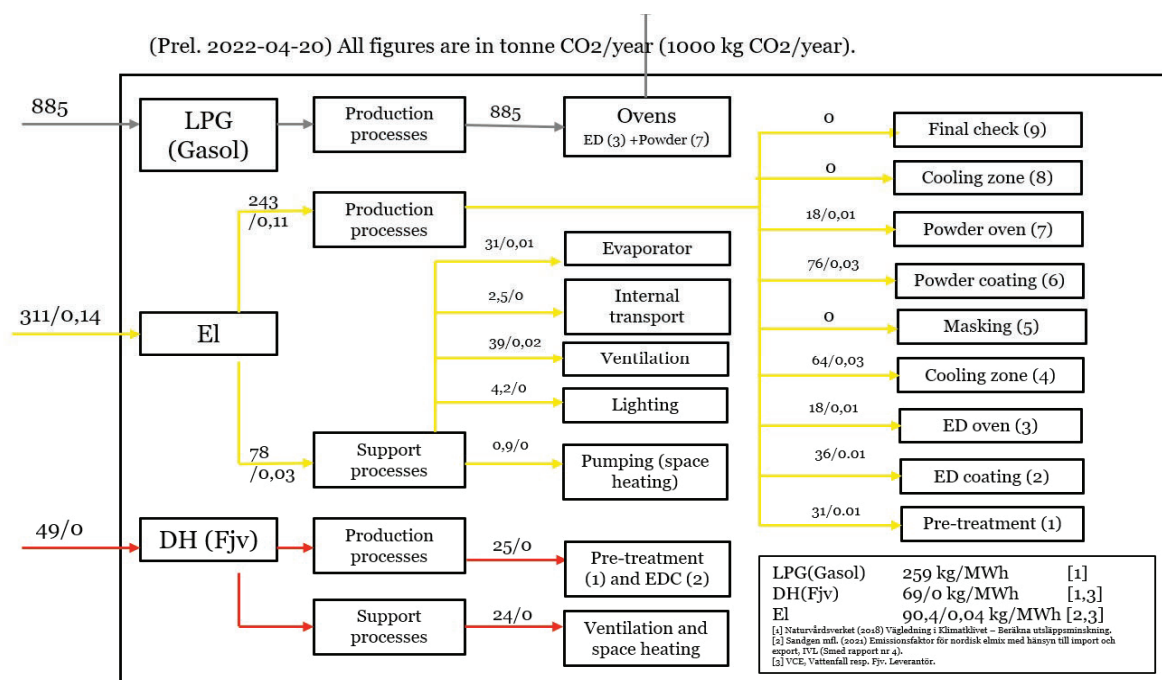 (Prel. 2022-04-20) All figures are in tonne CO2/year (1000 kg CO2/year).
885
LPG
(Gasol)
Production
processes
885
Ovens
ED (3) +Powder (7)
0
Final check (9)
0
Cooling zone (8)
243
/0,11
Production
processes
18/0,01
Powder oven (7)
31/0,01
Evaporator
76/0,03
Powder coating (6)
2,5/0
Internal
transport
311/0,14
El
0
Masking (5)
39/0,02
Ventilation
64/0,03
Cooling zone (4)
4,2/0
Lighting
18/0,01
ED oven (3)
78
/0,03
Support
processes
0,9/0
Pumping (space
heating)
36/0.01
ED coating (2)
31/0.01
Pre-treatment (1)
49/0
DH (Fjv)
Production
processes
25/0
Pre-treatment
(1) and EDC (2)
Support
processes
24/0
Ventilation and
space heating
LPG(Gasol) 259 kg/MWh [1]
DH(Fjv) 69/0 kg/MWh [1,3]
El 90,4/0,04 kg/MWh [2,3]
[1] Naturvårdsverket (2018) Vägledning i Klimatklivet – Beräkna utsläppsminskning.
[2] Sandgen mfl. (2021) Emissionsfaktor för nordisk elmix med hänsyn till import och
export, IVL (Smed rapport nr 4).
[3] VCE, Vattenfall resp. Fjv. Leverantör.